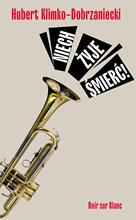 Hubert Klimko-Dobrzaniecki
NIECH
ŻYJE
ŚMIERĆ!
Noir sur Blanc